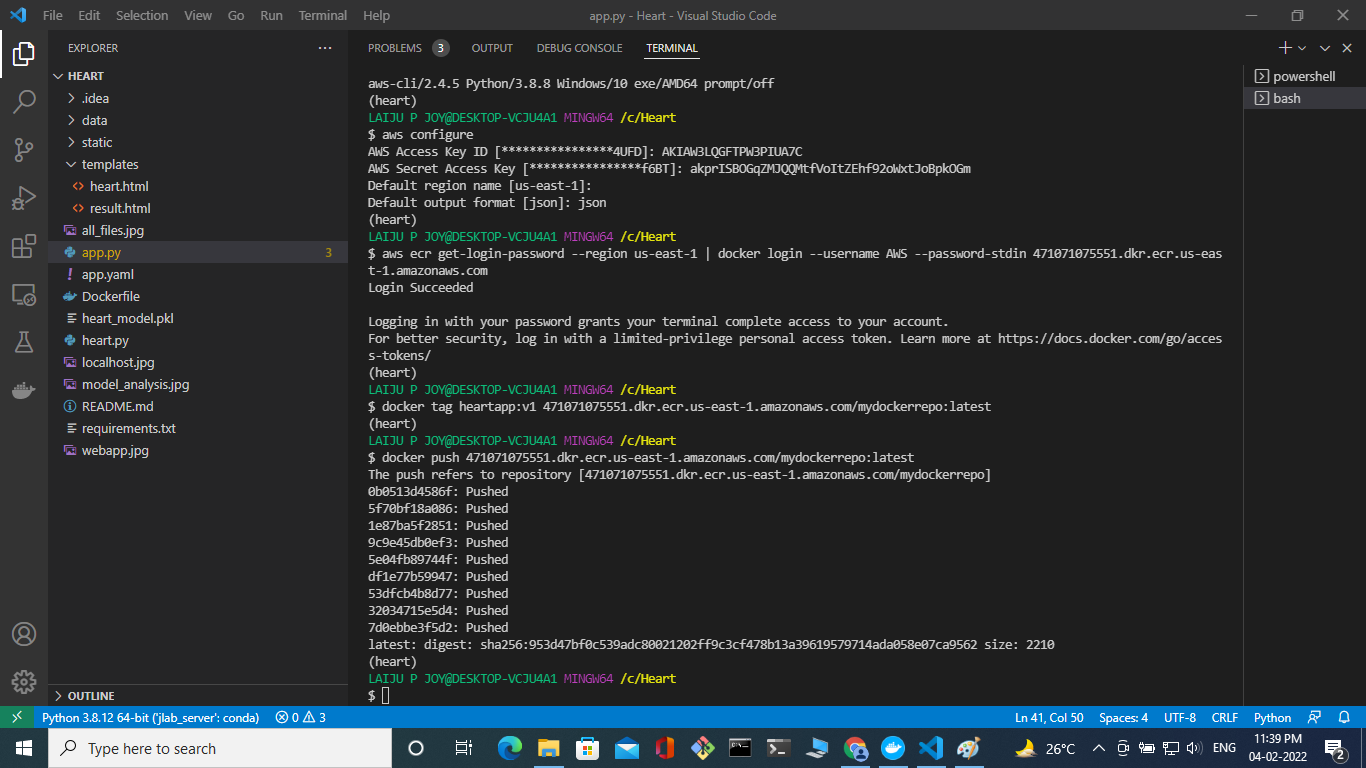 File Edit Selection View Go Run Terminal Help
app.py - Heart - Visual Studio Code
EXPLORER
HEART
.idea
data
static
templates
heart.html
result.html
all_files.jpg
app.py 3
app.yaml
Dockerfile
heart_model.pkl
heart.py
localhost.jpg
model_analysis.jpg
README.md
requirements.txt
webapp.jpg
OUTLINE
PROBLEMS 3 OUTPUT DEBUG CONSOLE TERMINAL
powershell
bash
aws-cli/2.4.5 Python/3.8.8 Windows/10 exe/AMD64 prompt/off
(heart)
LAIJU P JOY@DESKTOP-VCJU4A1 MINGW64 /c/Heart
$ aws configure
AWS Access Key ID [****************4UFD]: [redacted]
AWS Secret Access Key [****************f6BT]: [redacted]
Default region name [us-east-1]:
Default output format [json]: json
(heart)
LAIJU P JOY@DESKTOP-VCJU4A1 MINGW64 /c/Heart
$ aws ecr get-login-password --region us-east-1 | docker login --username AWS --password-stdin 471071075551.dkr.ecr.us-eas
t-1.amazonaws.com
Login Succeeded
Logging in with your password grants your terminal complete access to your account.
For better security, log in with a limited-privilege personal access token. Learn more at https://docs.docker.com/go/acces
s-tokens/
(heart)
LAIJU P JOY@DESKTOP-VCJU4A1 MINGW64 /c/Heart
$ docker tag heartapp:v1 471071075551.dkr.ecr.us-east-1.amazonaws.com/mydockerrepo:latest
(heart)
LAIJU P JOY@DESKTOP-VCJU4A1 MINGW64 /c/Heart
$ docker push 471071075551.dkr.ecr.us-east-1.amazonaws.com/mydockerrepo:latest
The push refers to repository [471071075551.dkr.ecr.us-east-1.amazonaws.com/mydockerrepo]
0b0513d4586f: Pushed
5f70bf18a086: Pushed
1e87ba5f2851: Pushed
9c9e45db0ef3: Pushed
5e04fb89744f: Pushed
df1e77b59947: Pushed
53dfcb4b8d77: Pushed
32034715e5d4: Pushed
7d0ebbe3f5d2: Pushed
latest: digest: sha256:953d47bf0c539adc80021202ff9c3cf478b13a39619579714ada058e07ca9562 size: 2210
(heart)
LAIJU P JOY@DESKTOP-VCJU4A1 MINGW64 /c/Heart
$
Python 3.8.12 64-bit ('jlab_server': conda) 0 3
Ln 41, Col 50 Spaces: 4 UTF-8 CRLF Python
Type here to search
26°C ENG 11:39 PM
04-02-2022
2